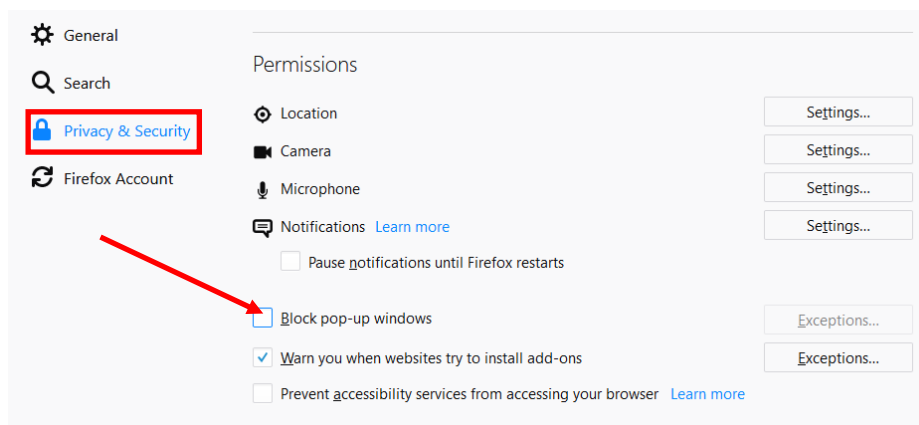 General
Search
Privacy & Security
Firefox Account
Permissions
Location Settings...
Camera Settings...
Microphone Settings...
Notifications Learn more Settings...
Pause notifications until Firefox restarts
Block pop-up windows Exceptions...
Warn you when websites try to install add-ons Exceptions...
Prevent accessibility services from accessing your browser Learn more